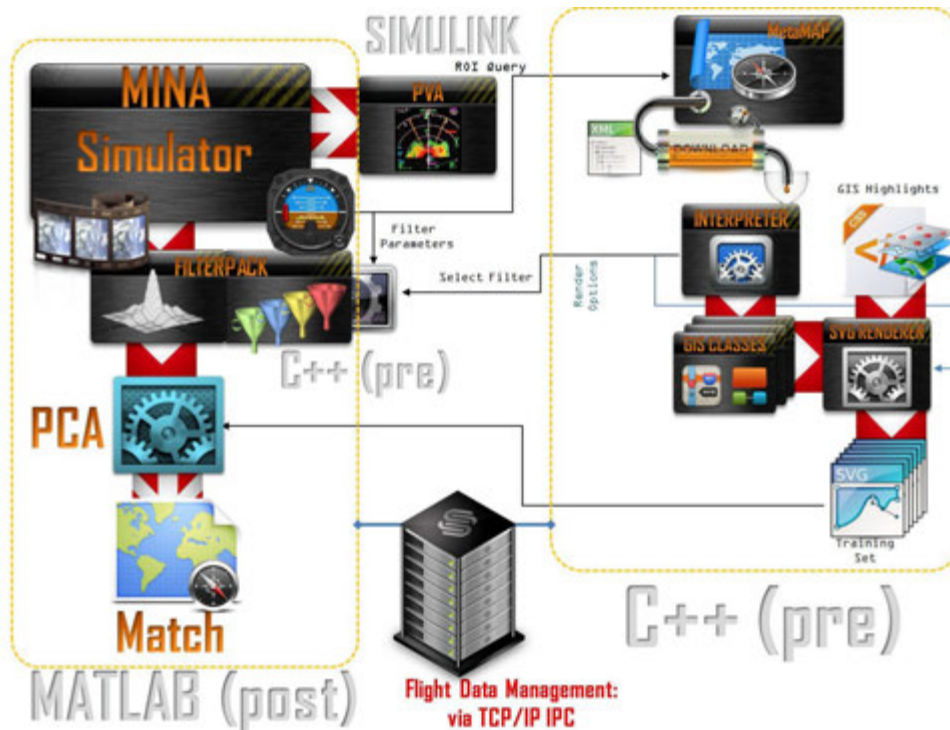 SIMULINK
MetaMAP
ROI Query
MINA
Simulator
PVA
XML
DOWNLOAD
GIS Highlights
CSS
Filter
Parameters
INTERPRETER
FILTERPACK
Select Filter
Render
Options
GIS CLASSES
SVG RENDERER
C++ (pre)
PCA
SVG
Training
Set
Match
C++ (pre)
MATLAB (post)
Flight Data Management:
via TCP/IP IPC